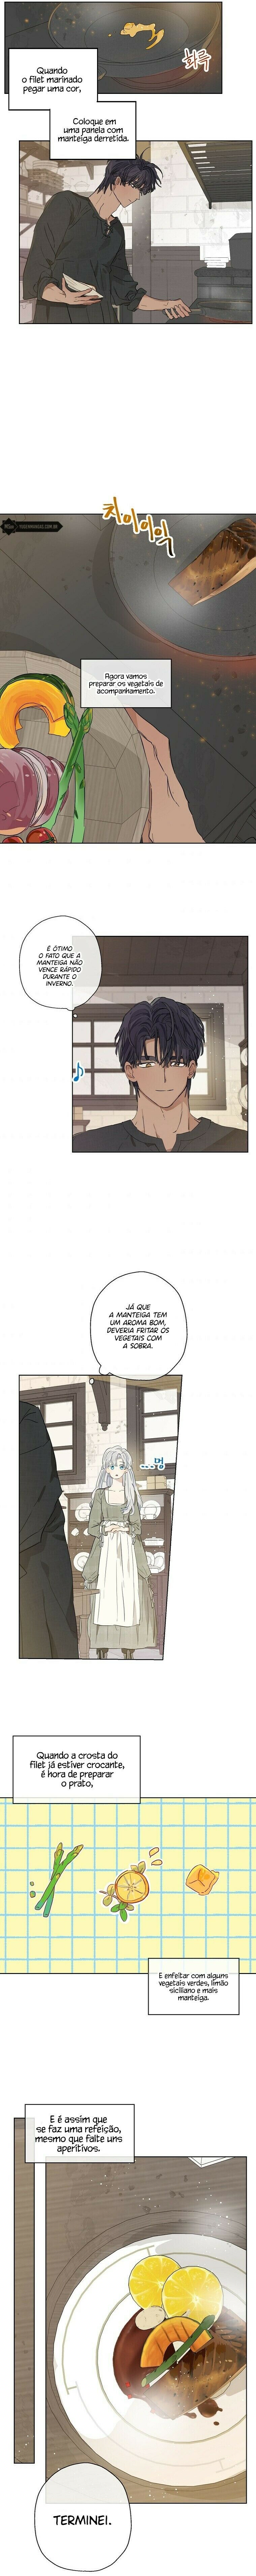 휘릭
Quando
o filet marinado
pegar uma cor,
Coloque em
uma panela com
manteiga derretida.
치이이익
Agora vamos
preparar os vegetais de
acompanhamento.
É ÓTIMO
O FATO QUE A
MANTEIGA NÃO
VENCE RÁPIDO
DURANTE O
INVERNO.
JÁ QUE
A MANTEIGA TEM
UM AROMA BOM,
DEVERIA FRITAR OS
VEGETAIS COM
A SOBRA.
...멍
Quando a crosta do
filet já estiver crocante,
é hora de preparar
o prato,
E enfeitar com alguns
vegetais verdes, limão
siciliano e mais
manteiga.
E é assim que
se faz uma refeição,
mesmo que falte uns
aperitivos.
TERMINEI.